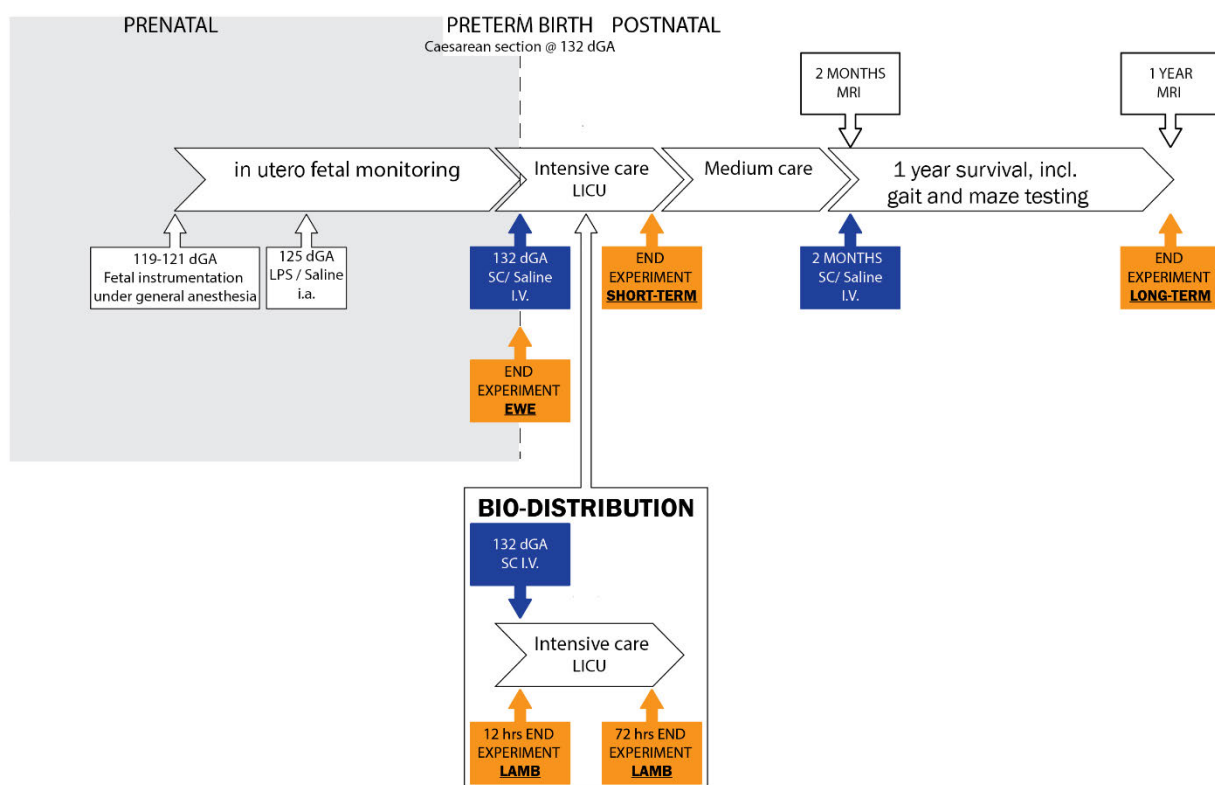 PRENATAL
PRETERM BIRTH
POSTNATAL
Caesarean section @ 132 dGA
2 MONTHS
MRI
1 YEAR
MRI
in utero fetal monitoring
Intensive care
LICU
Medium care
1 year survival, incl.
gait and maze testing
119-121 dGA
Fetal instrumentation
under general anesthesia
125 dGA
LPS / Saline
i.a.
132 dGA
SC/ Saline
I.V.
END
EXPERIMENT
SHORT-TERM
2 MONTHS
SC/ Saline
I.V.
END
EXPERIMENT
LONG-TERM
END
EXPERIMENT
EWE
BIO-DISTRIBUTION
132 dGA
SC I.V.
Intensive care
LICU
12 hrs END
EXPERIMENT
LAMB
72 hrs END
EXPERIMENT
LAMB